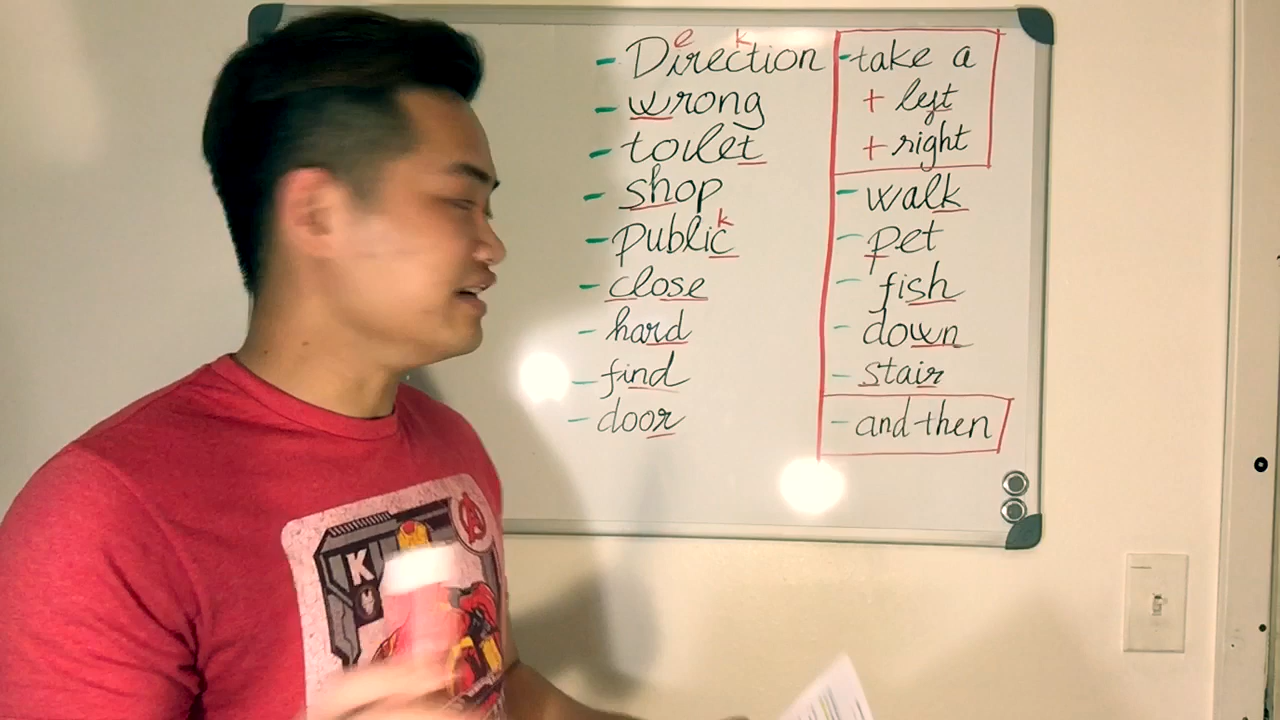 - Direction
e k
- wrong
- toilet
- shop
- public
k
- close
- hard
- find
- door
- take a
+ left
+ right
- walk
- pet
fish
- down
- stair
- and then
K
A